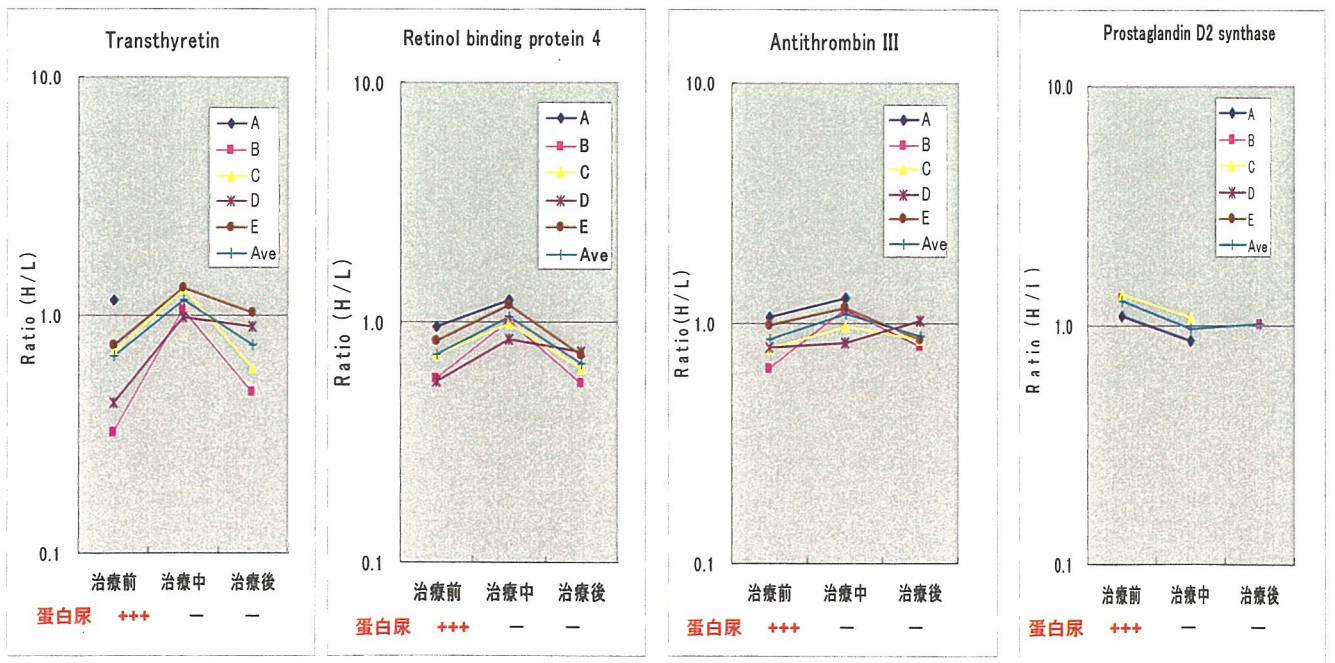 Transthyretin
10.0
1.0
0.1
Ratio (H/L)
A
B
C
D
E
Ave
治療前 治療中 治療後
蛋白尿 +++ − −
Retinol binding protein 4
10.0
1.0
0.1
Ratio (H/L)
A
B
C
D
E
Ave
治療前 治療中 治療後
蛋白尿 +++ − −
Antithrombin III
10.0
1.0
0.1
Ratio (H/L)
A
B
C
D
E
Ave
治療前 治療中 治療後
蛋白尿 +++ − −
Prostaglandin D2 synthase
10.0
1.0
0.1
Ratio (H/l )
A
B
C
D
E
Ave
治療前 治療中 治療後
蛋白尿 +++ − −